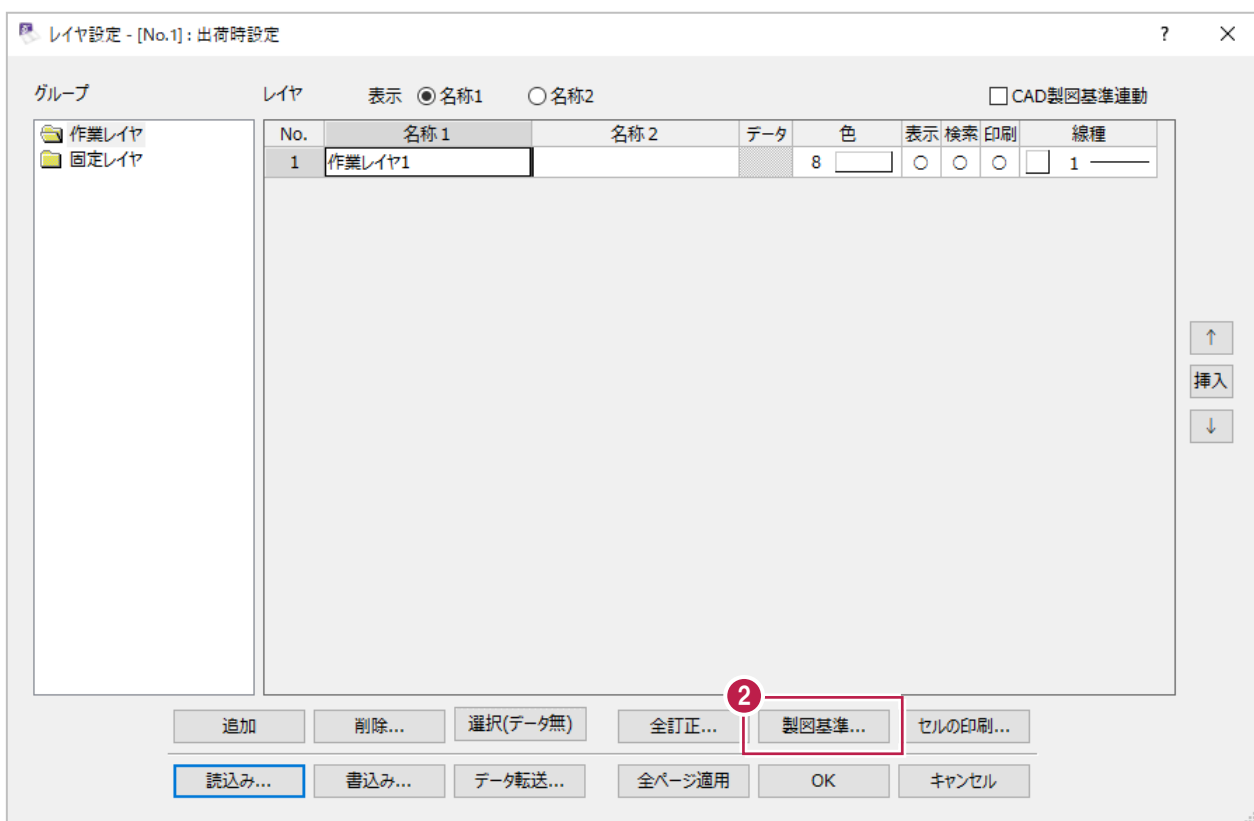 レイヤ設定 - [No.1] : 出荷時設定 ? ×
グループ レイヤ 表示 名称1 名称2 CAD製図基準連動
作業レイヤ
固定レイヤ
No. 名称 1 名称 2 データ 色 表示 検索 印刷 線種
1 作業レイヤ1 8 ○ ○ ○ 1
↑
挿入
↓
2
追加 削除... 選択(データ無) 全訂正... 製図基準... セルの印刷...
読込み... 書込み... データ転送... 全ページ適用 OK キャンセル